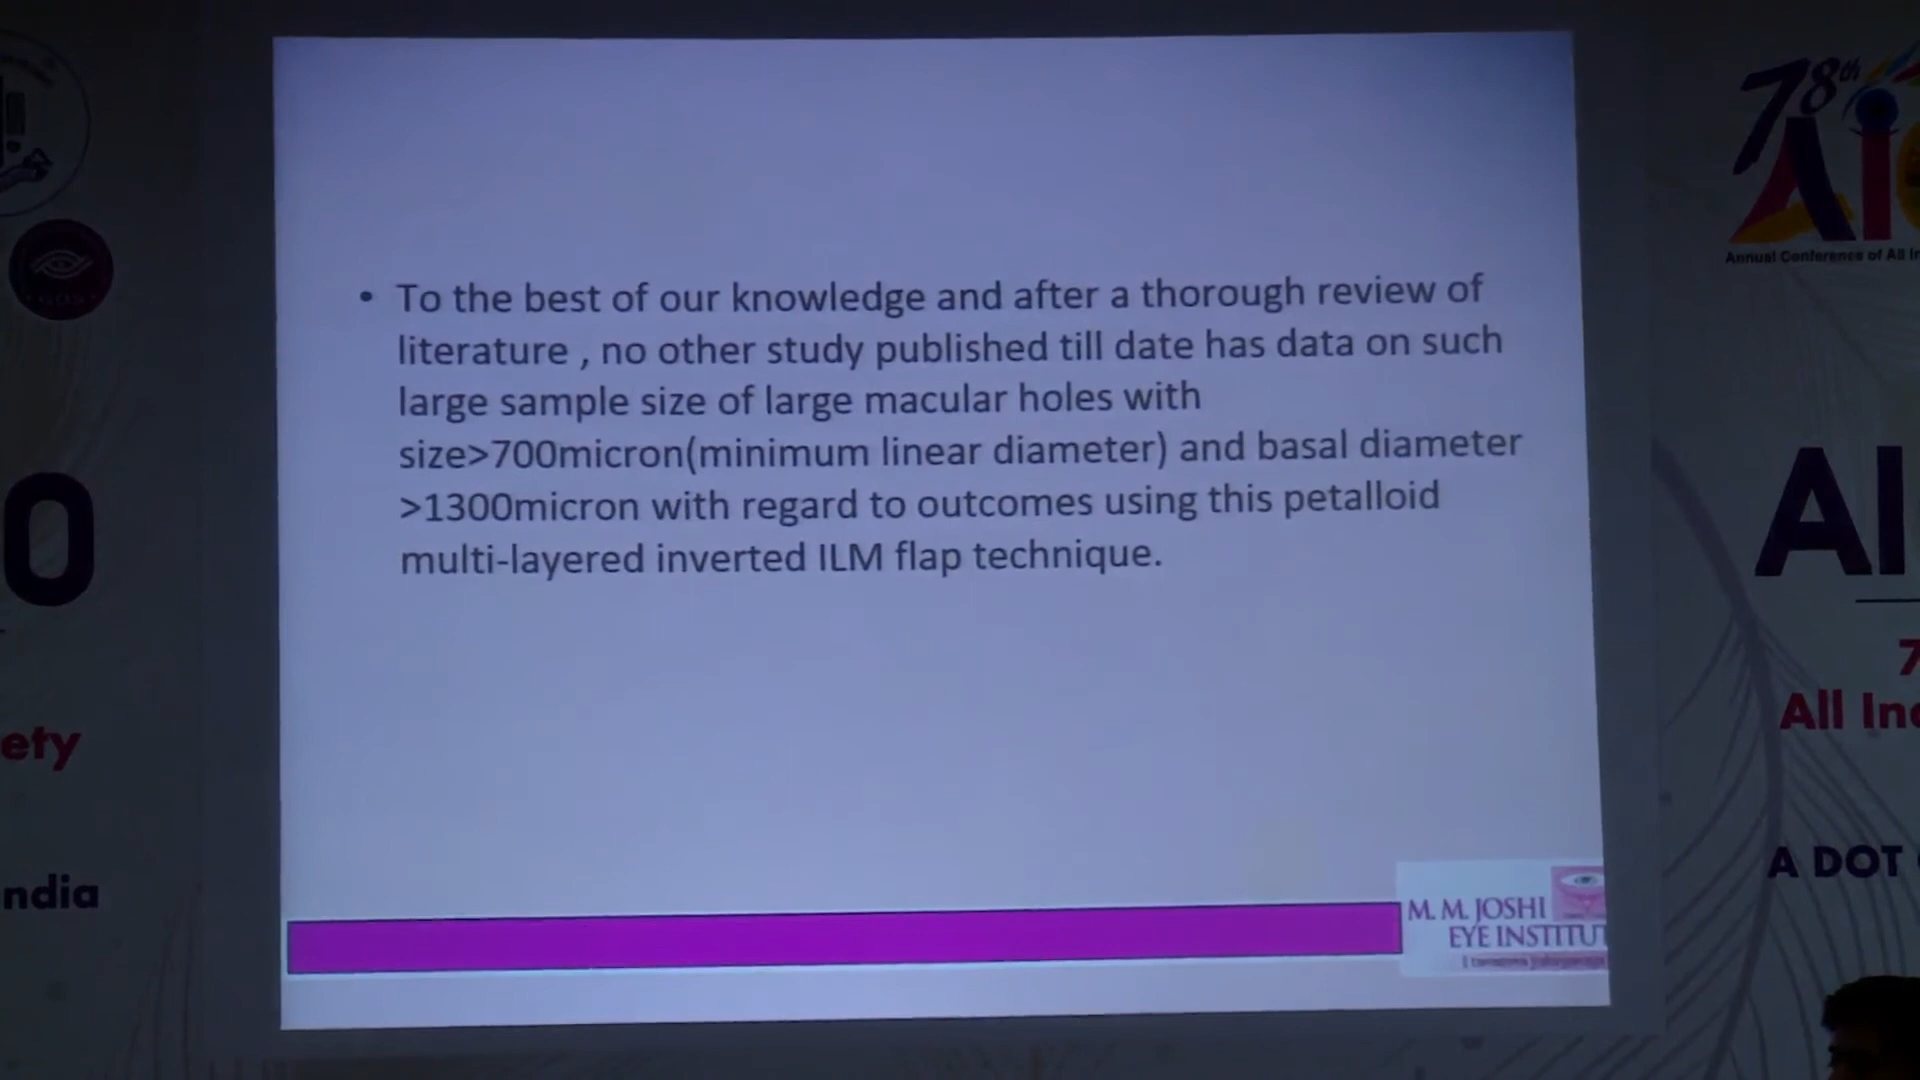 • To the best of our knowledge and after a thorough review of
literature , no other study published till date has data on such
large sample size of large macular holes with
size>700micron(minimum linear diameter) and basal diameter
>1300micron with regard to outcomes using this petalloid
multi-layered inverted ILM flap technique.
M. M. JOSHI
EYE INSTITU
78th
AIO
Annual Conference of All In
AI
7
All Ind
A DOT
O
ety
ndia